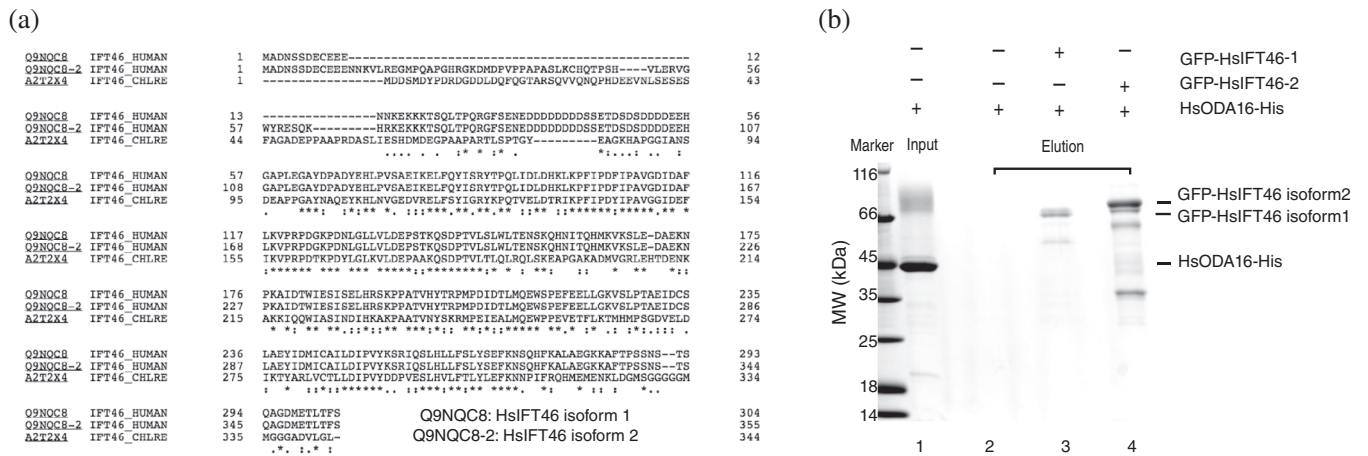 (a)
Q9NQC8 IFT46_HUMAN 1 MADNSSDECEEE------------------------------------------------ 12
Q9NQC8-2 IFT46_HUMAN 1 MADNSSDECEEENNKVLREGMPQAPGHRGKMDPVPPAPASLKCHQTPSH----VLERVG 56
A2T2X4 IFT46_CHLRE 1 -----------------MDDSMDYPDRDGDDLDQFQGTARSQVVQNQPHDEEVNLSESES 43
Q9NQC8 IFT46_HUMAN 13 ----------------NNKEKKKTSQLTPQRGFSENEDDDDDDDDSSETDSDSDDDDEEH 56
Q9NQC8-2 IFT46_HUMAN 57 WYRESQK---------HRKEKKKTSQLTPQRGFSENEDDDDDDDDSSETDSDSDDDDEEH 107
A2T2X4 IFT46_CHLRE 44 FAGADEPPAAPRDASLIESHDMDEGPAAPARTLSPTGY---------EAGKHAPGGIANS 94
Q9NQC8 IFT46_HUMAN 57 GAPLEGAYDPADYEHLPVSAEIKELFQYISRYTPQLIDLDHKLKPFIPDFIPAVGDIDAF 116
Q9NQC8-2 IFT46_HUMAN 108 GAPLEGAYDPADYEHLPVSAEIKELFQYISRYTPQLIDLDHKLKPFIPDFIPAVGDIDAF 167
A2T2X4 IFT46_CHLRE 95 DEAPPGAYNAQEYKHLNVGEDVRELFSYIGRYKPQTVELDTRIKPFIPDYIPAVGGIDEF 154
Q9NQC8 IFT46_HUMAN 117 LKVPRPDGKPDNLGLLVLDEPSTKQSDPTVLSLWLTENSKQHNITQHMKVKSLE-DAEKN 175
Q9NQC8-2 IFT46_HUMAN 168 LKVPRPDGKPDNLGLLVLDEPSTKQSDPTVLSLWLTENSKQHNITQHMKVKSLE-DAEKN 226
A2T2X4 IFT46_CHLRE 155 IKVPRPDTKPDYLGLKVLDEPAAKQSDPTVLTLQLRQLSKEAPGAKADMVGRLEHTDENK 214
Q9NQC8 IFT46_HUMAN 176 PKAIDTWIESISELHRSKPPATVHYTRPMPDIDTLMQEWSPEFEELLGKVSLPTAEIDCS 235
Q9NQC8-2 IFT46_HUMAN 227 PKAIDTWIESISELHRSKPPATVHYTRPMPDIDTLMQEWSPEFEELLGKVSLPTAEIDCS 286
A2T2X4 IFT46_CHLRE 215 AKKIQQWIASINDIHKAKPAATVNYSKRMPEIEALMQEWPPEVETFLKTMHMPSGDVELD 274
Q9NQC8 IFT46_HUMAN 236 LAEYIDMICAILDIPVYKSRIQSLHLLFSLYSEFKNSQHFKALAEGKKAFTPSSNS--TS 293
Q9NQC8-2 IFT46_HUMAN 287 LAEYIDMICAILDIPVYKSRIQSLHLLFSLYSEFKNSQHFKALAEGKKAFTPSSNS--TS 344
A2T2X4 IFT46_CHLRE 275 IKTYARLVCTLLDIPVYDDPVESLHVLFTLYLEFKNNPIFRQHMEMENKLDGMSGGGGGM 334
Q9NQC8 IFT46_HUMAN 294 QAGDMETLTFS 304
Q9NQC8-2 IFT46_HUMAN 345 QAGDMETLTFS 355
A2T2X4 IFT46_CHLRE 335 MGGGADVLGL- 344
Q9NQC8: HsIFT46 isoform 1
Q9NQC8-2: HsIFT46 isoform 2
(b)
– – + – GFP-HsIFT46-1
– – – + GFP-HsIFT46-2
+ + + + HsODA16-His
Marker Input Elution
116
66
45
35
25
18
14
MW (kDa)
GFP-HsIFT46 isoform2
GFP-HsIFT46 isoform1
HsODA16-His
1 2 3 4